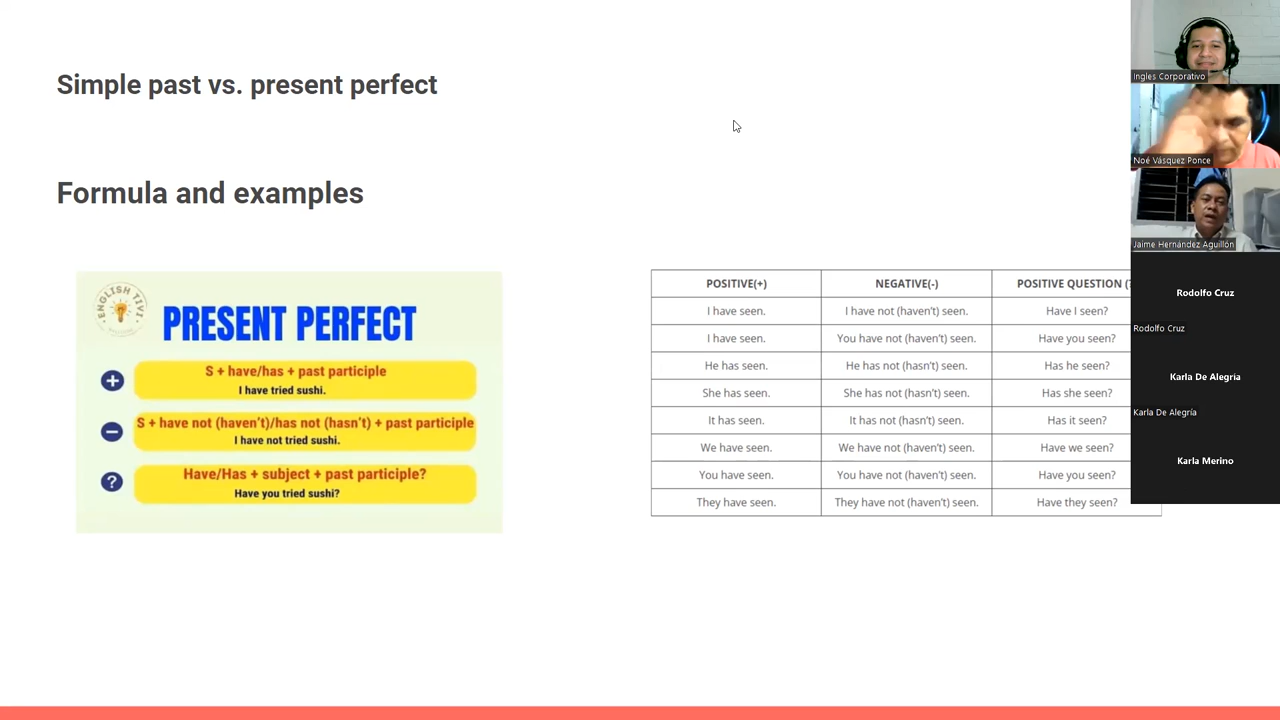 Simple past vs. present perfect
Formula and examples
ENGLISH TIVI
PRESENT PERFECT
S + have/has + past participle
I have tried sushi.
S + have not (haven't)/has not (hasn't) + past participle
I have not tried sushi.
Have/Has + subject + past participle?
Have you tried sushi?
POSITIVE(+) NEGATIVE(-) POSITIVE QUESTION (?
I have seen. I have not (haven't) seen. Have I seen?
I have seen. You have not (haven't) seen. Have you seen?
He has seen. He has not (hasn't) seen. Has he seen?
She has seen. She has not (hasn't) seen. Has she seen?
It has seen. It has not (hasn't) seen. Has it seen?
We have seen. We have not (haven't) seen. Have we seen?
You have seen. You have not (haven't) seen. Have you seen?
They have seen. They have not (haven't) seen. Have they seen?
Ingles Corporativo
Noé Vásquez Ponce
Jaime Hernández Aguillón
Rodolfo Cruz
Rodolfo Cruz
Karla De Alegría
Karla De Alegría
Karla Merino